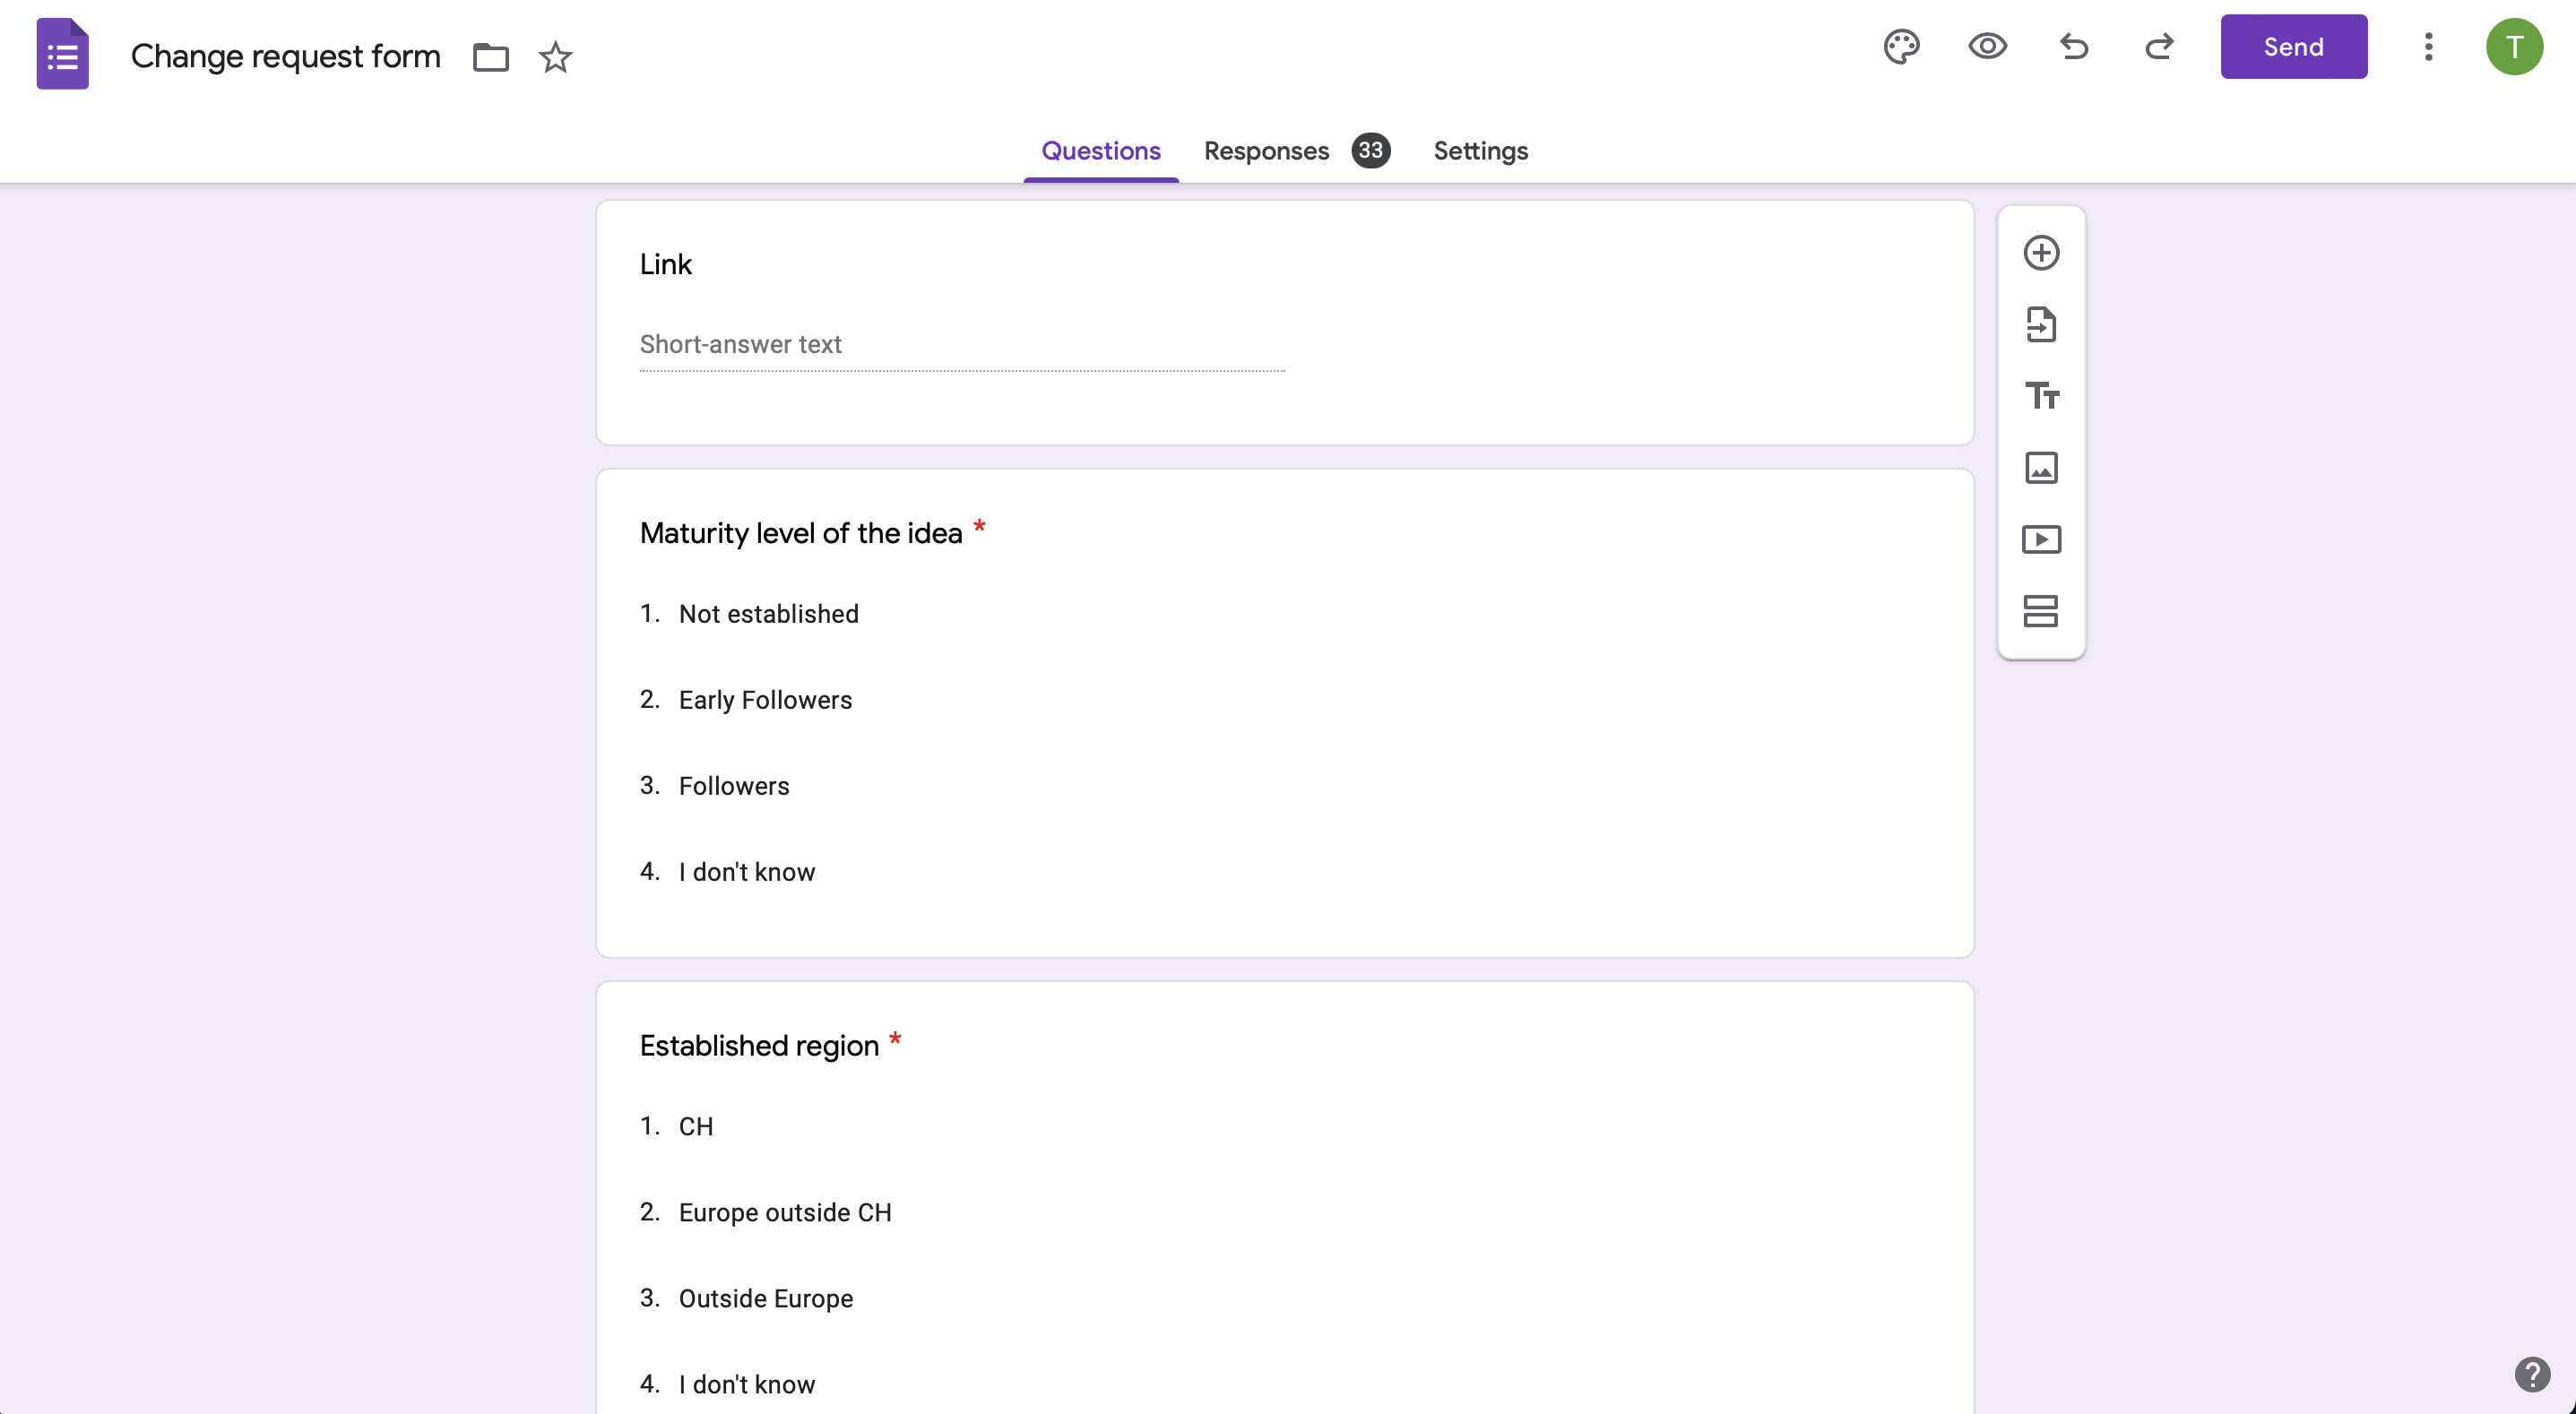 Change request form
Send
T
Questions Responses 33 Settings
Link
Short-answer text
Maturity level of the idea *
1. Not established
2. Early Followers
3. Followers
4. I don't know
Established region *
1. CH
2. Europe outside CH
3. Outside Europe
4. I don't know